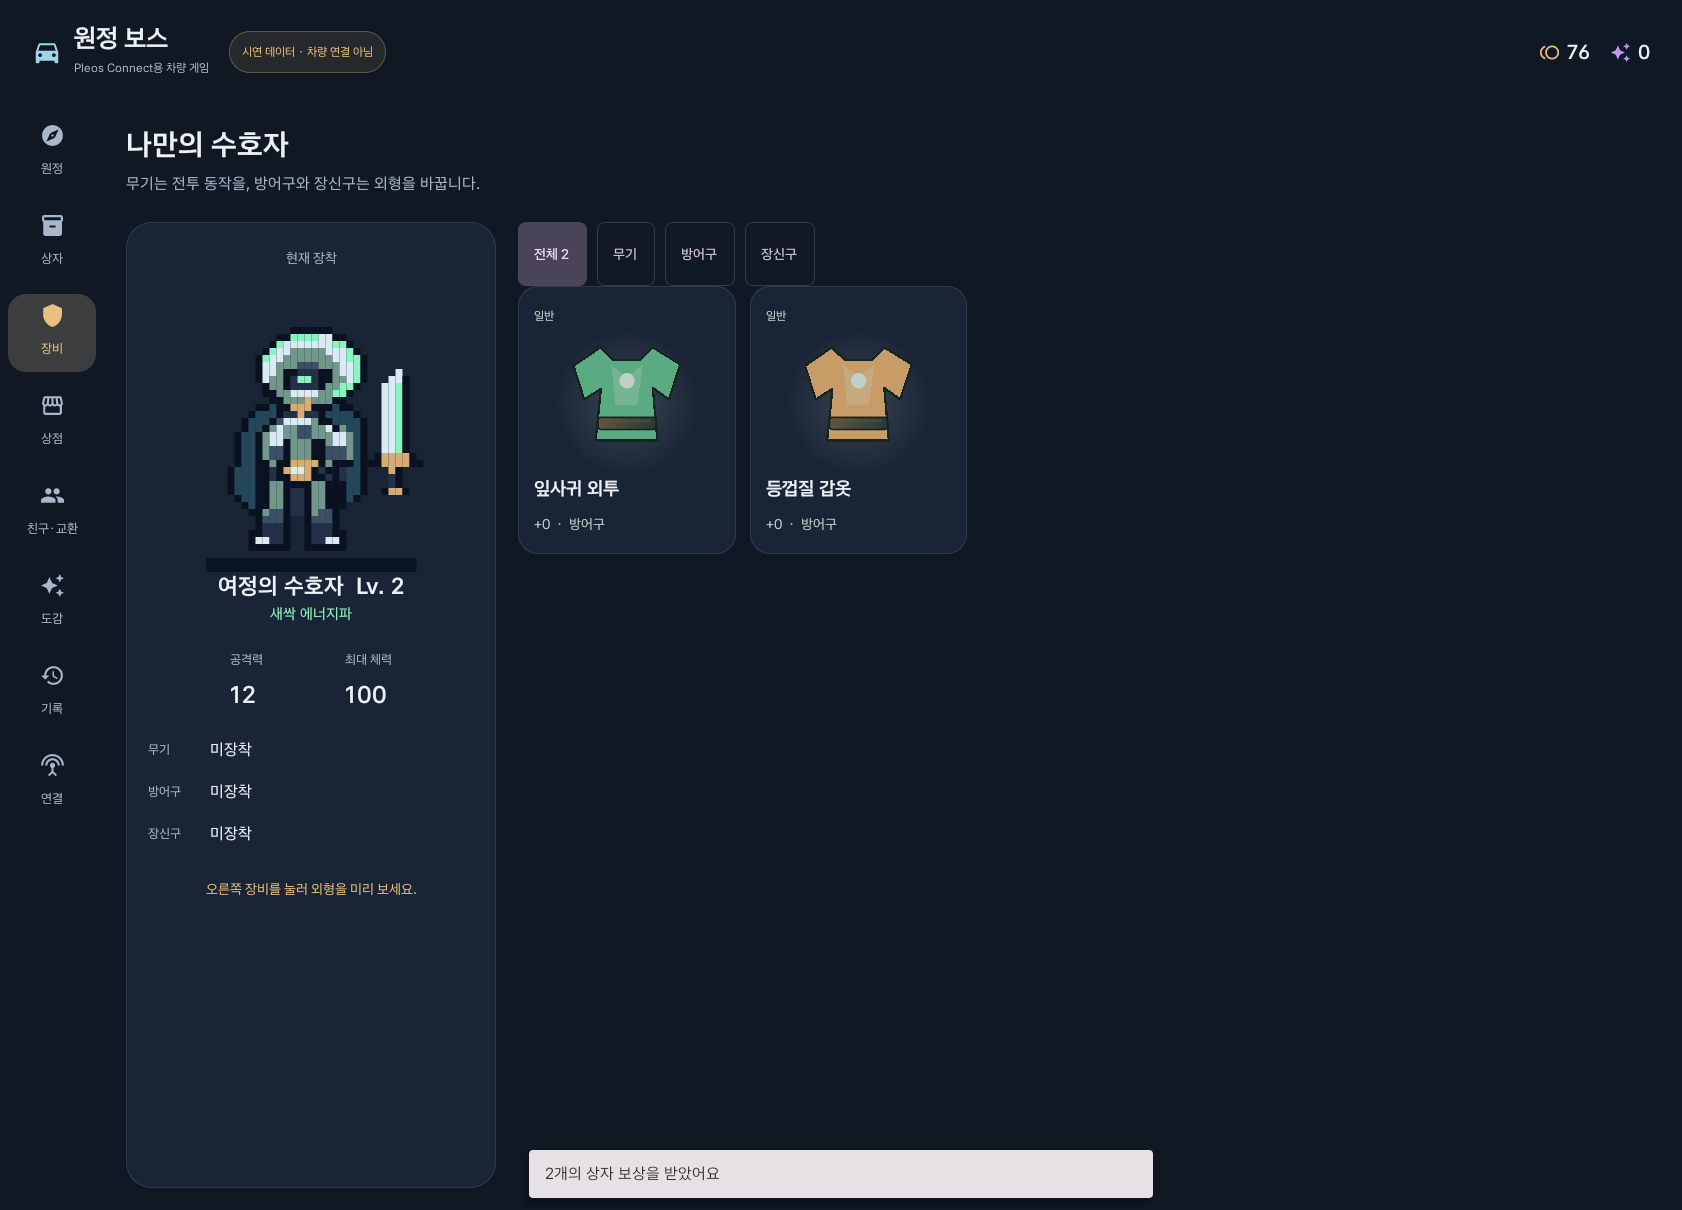 원정 보스
Pleos Connect용 차량 게임
시연 데이터 · 차량 연결 아님
76
0
원정
상자
장비
상점
친구·교환
도감
기록
연결
나만의 수호자
무기는 전투 동작을, 방어구와 장신구는 외형을 바꿉니다.
현재 장착
여정의 수호자 Lv. 2
새싹 에너지파
공격력 최대 체력
12 100
무기 미장착
방어구 미장착
장신구 미장착
오른쪽 장비를 눌러 외형을 미리 보세요.
전체 2 무기 방어구 장신구
일반
잎사귀 외투
+0 · 방어구
일반
등껍질 갑옷
+0 · 방어구
2개의 상자 보상을 받았어요